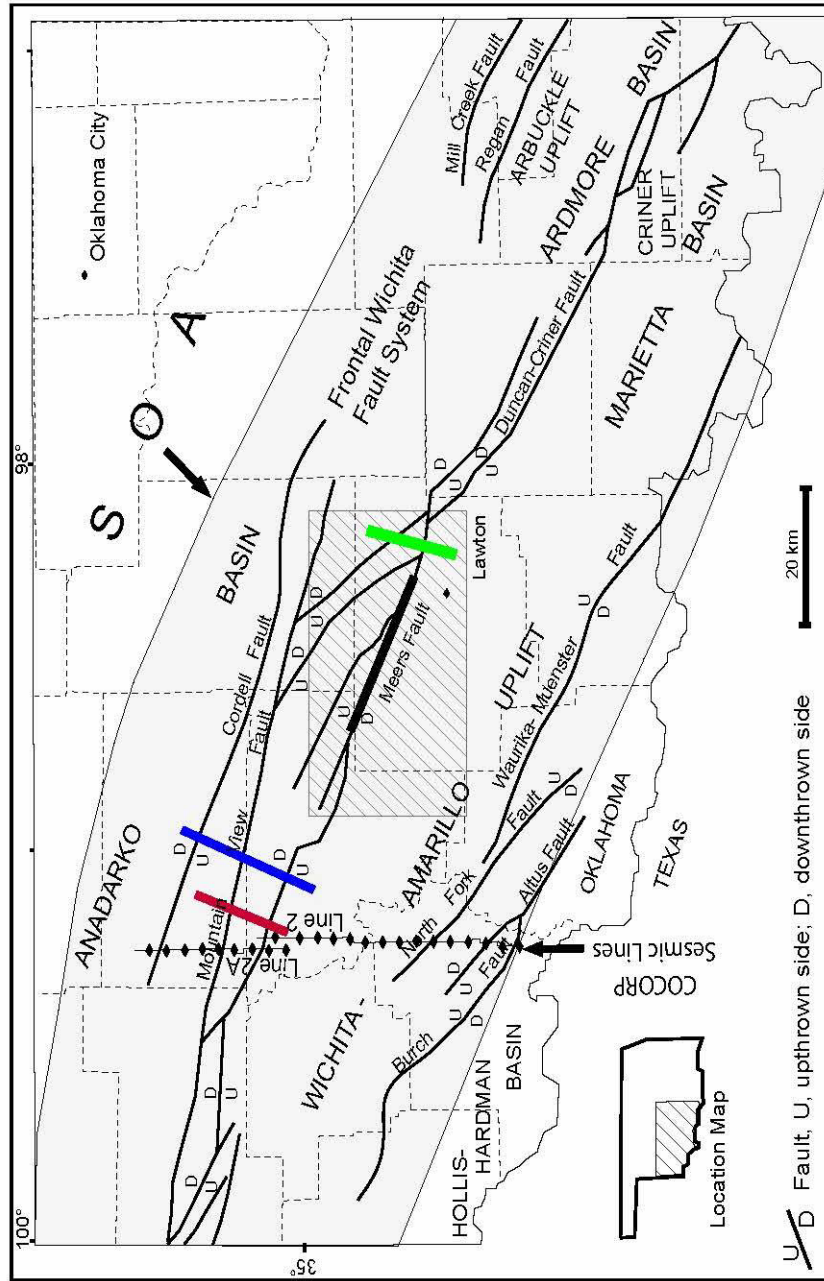 100°
98°
35°
S O A
Oklahoma City
ANADARKO
BASIN
Frontal Wichita
Fault System
Cordell Fault
Mountain View Fault
Meers Fault
Lawton
Duncan-Criner Fault
Mill Creek Fault
Regan Fault
ARBUCKLE
UPLIFT
ARDMORE
BASIN
CRINER
UPLIFT
MARIETTA
BASIN
WICHITA -
AMARILLO
UPLIFT
Waurika- Muenster Fault
North Fork Fault
Altus Fault
Burch Fault
Line 2A
Line 2
COCORP
Sesmic Lines
HOLLIS-
HARDMAN
BASIN
OKLAHOMA
TEXAS
U
D
U
D
D
U
D
U
D
U
U
D
U
D
U
D
D
U
U
D
U
D
U
D
U
D
U
D
Location Map
20 km
U
D Fault, U, upthrown side; D, downthrown side